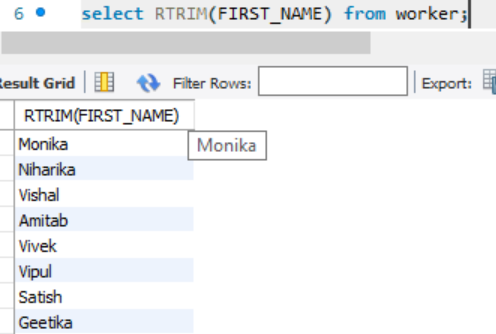 6 select RTRIM(FIRST_NAME) from worker;
Result Grid Filter Rows: Export:
RTRIM(FIRST_NAME)
Monika Monika
Niharika
Vishal
Amitab
Vivek
Vipul
Satish
Geetika